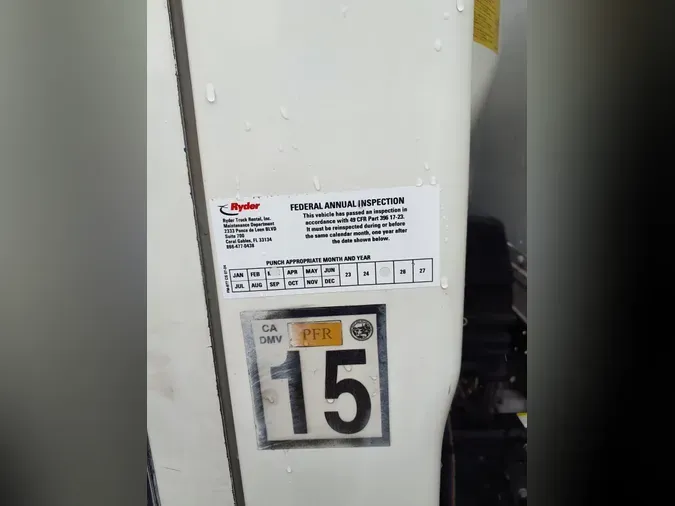 Ryder
Ryder Truck Rental, Inc.
Maintenance Department
2333 Ponce de Leon BLVD
Suite 700
Coral Gables, FL 33134
FEDERAL ANNUAL INSPECTION
This vehicle has passed an inspection in
accordance with 49 CFR Part 396 17-23.
It must be reinspected during or before
the same calendar month, one year after
the date shown below.
PUNCH APPROPRIATE MONTH AND YEAR
JAN FEB APR MAY JUN 23 24 26 27
JUL AUG SEP OCT NOV DEC
CA
DMV
PFR
15